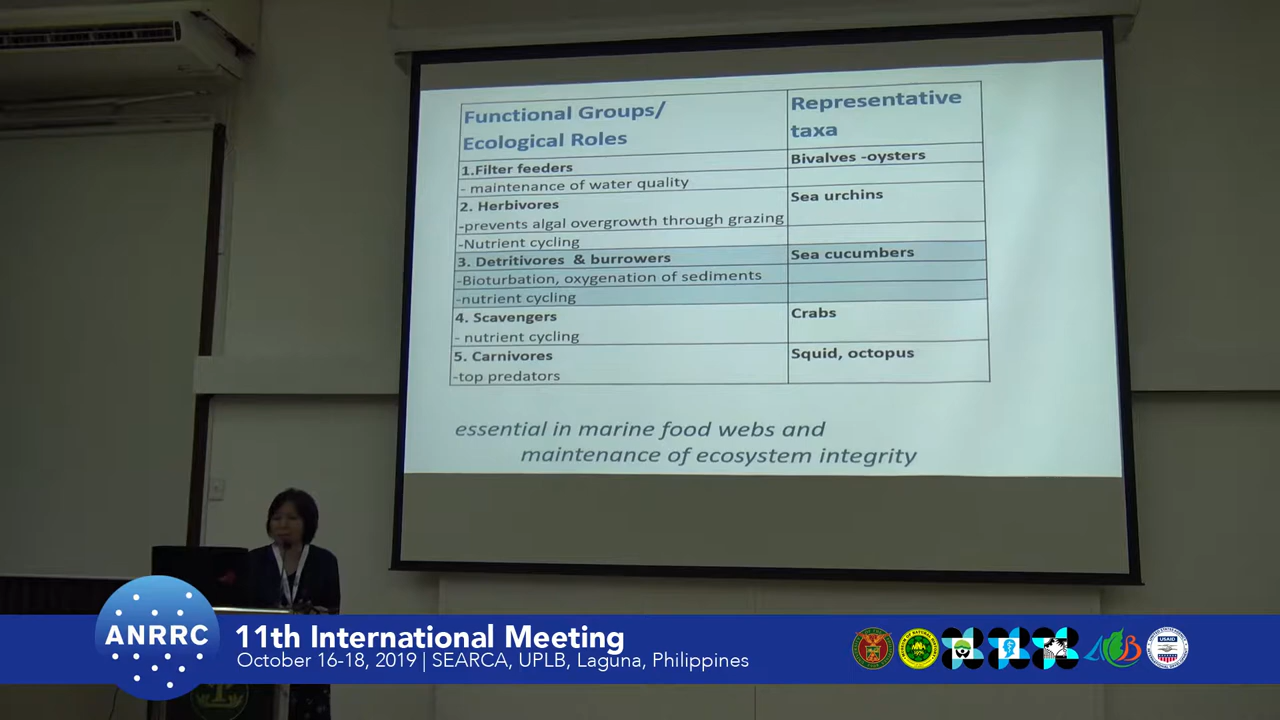 Functional Groups/
Ecological Roles
Representative
taxa
1.Filter feeders
- maintenance of water quality
Bivalves -oysters
2. Herbivores
-prevents algal overgrowth through grazing
-Nutrient cycling
Sea urchins
3. Detritivores & burrowers
-Bioturbation, oxygenation of sediments
-nutrient cycling
Sea cucumbers
4. Scavengers
- nutrient cycling
Crabs
5. Carnivores
-top predators
Squid, octopus
essential in marine food webs and
maintenance of ecosystem integrity
ANRRC
11th International Meeting
October 16-18, 2019 | SEARCA, UPLB, Laguna, Philippines
USAID